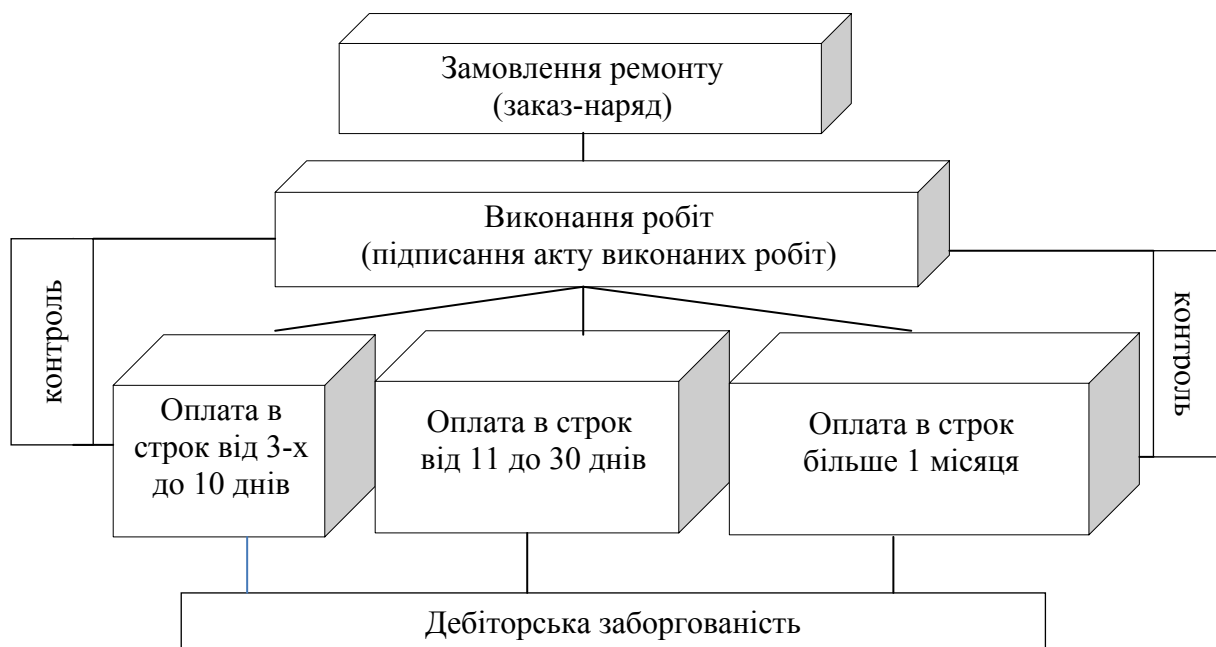 Замовлення ремонту
(заказ-наряд)
Виконання робіт
(підписання акту виконаних робіт)
контроль
контроль
Оплата в
строк від 3-х
до 10 днів
Оплата в строк
від 11 до 30 днів
Оплата в строк
більше 1 місяця
Дебіторська заборгованість